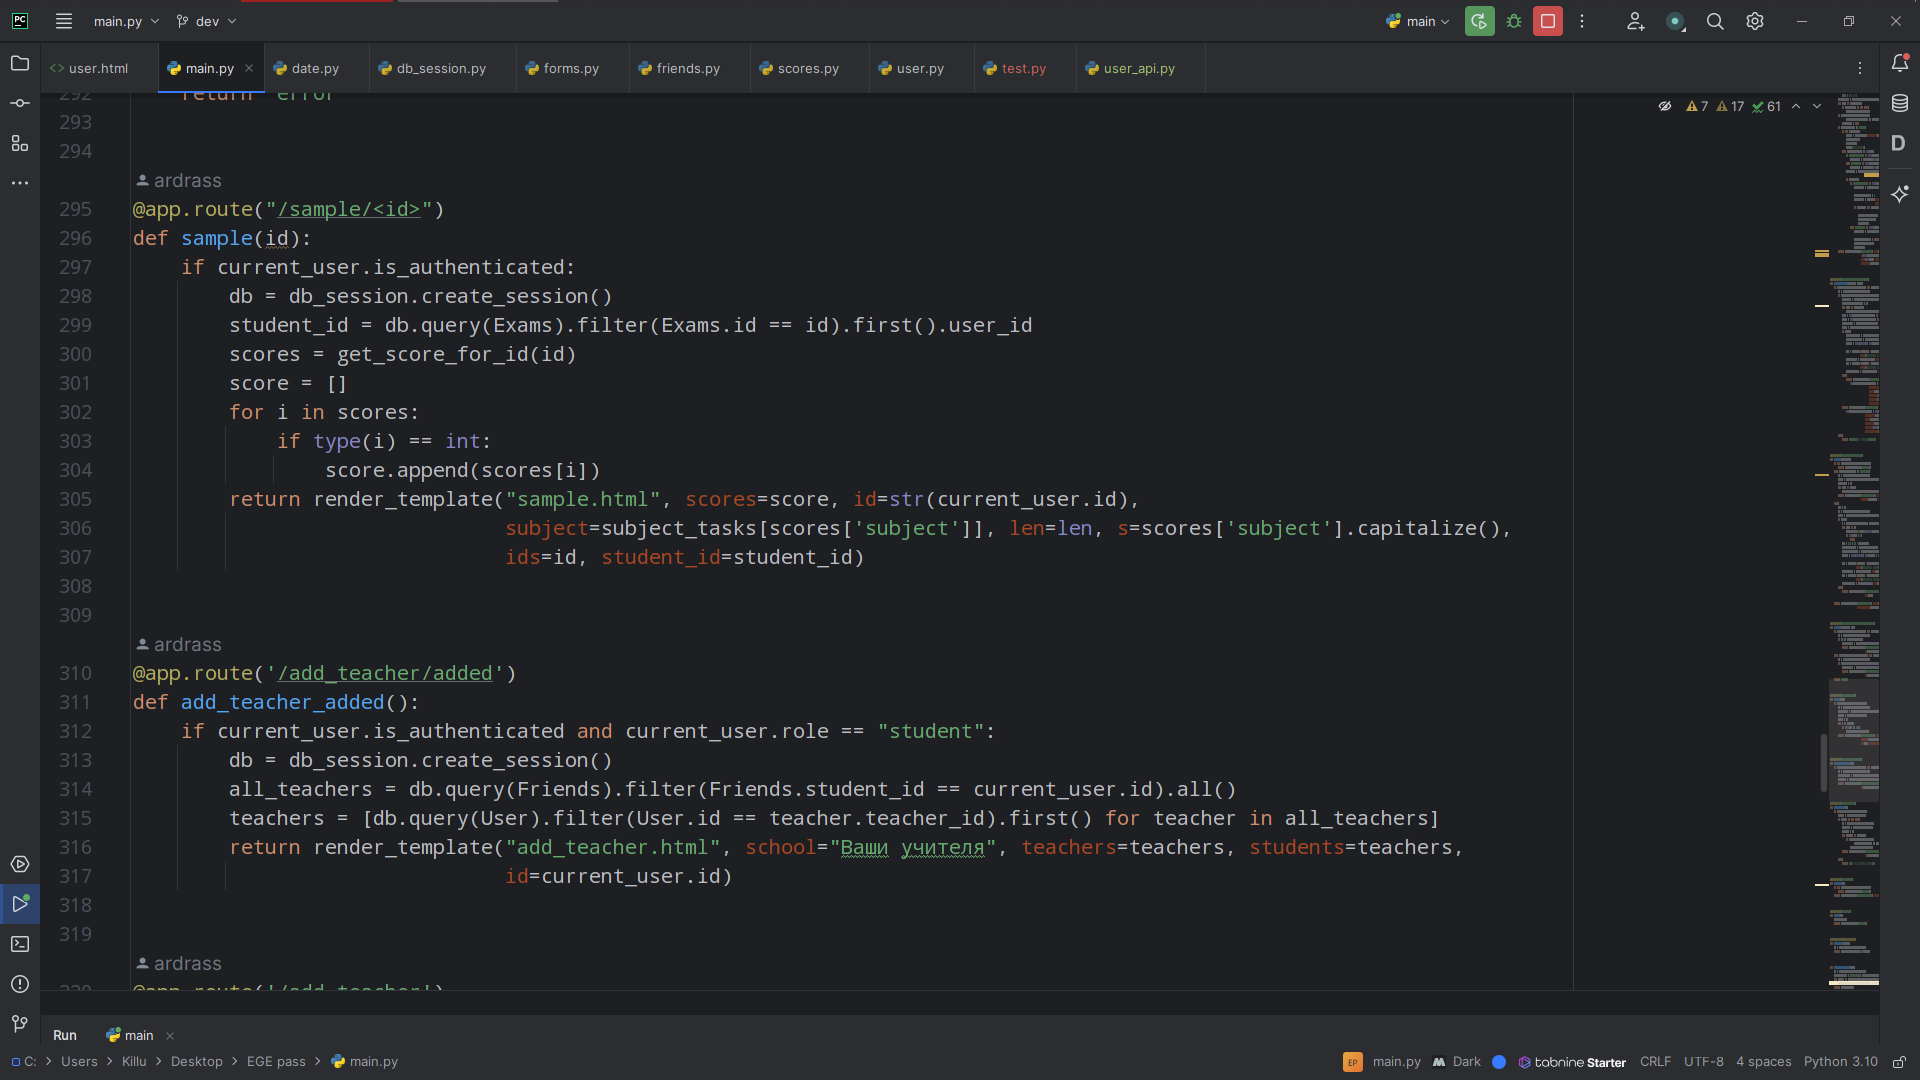 PC main.py dev main
user.html main.py date.py db_session.py forms.py friends.py scores.py user.py test.py user_api.py
292 return "error
7 17 61
293
294
ardrass
295 @app.route("/sample/<id>")
296 def sample(id):
297 if current_user.is_authenticated:
298 db = db_session.create_session()
299 student_id = db.query(Exams).filter(Exams.id == id).first().user_id
300 scores = get_score_for_id(id)
301 score = []
302 for i in scores:
303 if type(i) == int:
304 score.append(scores[i])
305 return render_template("sample.html", scores=score, id=str(current_user.id),
306 subject=subject_tasks[scores['subject']], len=len, s=scores['subject'].capitalize(),
307 ids=id, student_id=student_id)
308
309
ardrass
310 @app.route('/add_teacher/added')
311 def add_teacher_added():
312 if current_user.is_authenticated and current_user.role == "student":
313 db = db_session.create_session()
314 all_teachers = db.query(Friends).filter(Friends.student_id == current_user.id).all()
315 teachers = [db.query(User).filter(User.id == teacher.teacher_id).first() for teacher in all_teachers]
316 return render_template("add_teacher.html", school="Ваши учителя", teachers=teachers, students=teachers,
317 id=current_user.id)
318
319
ardrass
320 @app.route('/add_teacher')
Run main
C: Users Killu Desktop EGE pass main.py
EP main.py Dark tabnine Starter CRLF UTF-8 4 spaces Python 3.10